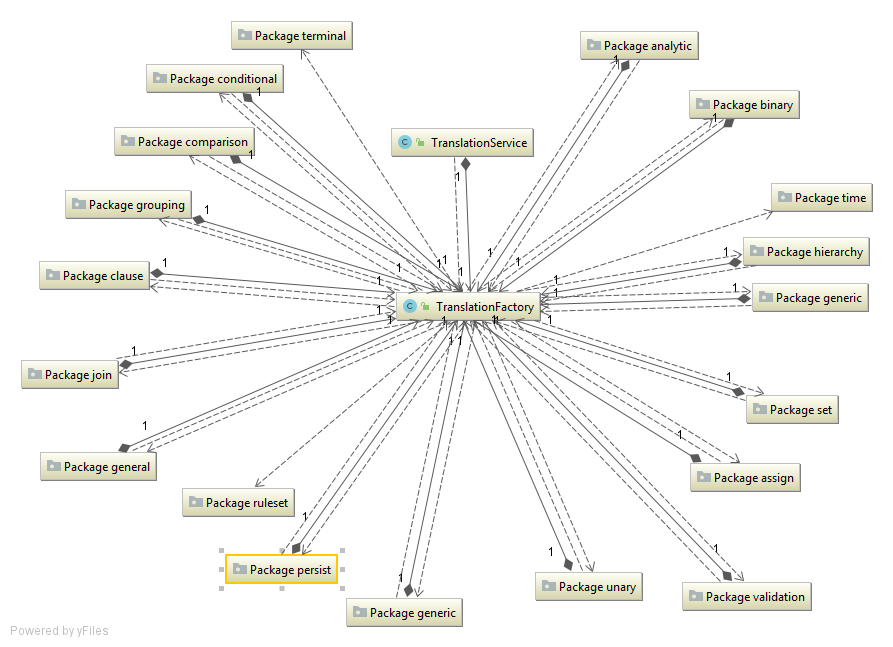 Package terminal
Package analytic
1
Package conditional
1
Package binary
1
Package comparison
1
C TranslationService
1
Package time
Package grouping
1
Package hierarchy
1
Package clause
1
1
1
1
1
1
1
1
1
1
1
Package generic
1
C TranslationFactory
1
1
1
1
1
1
1
Package join
1
Package set
1
Package general
1
Package assign
1
Package ruleset
1
Package persist
1
Package unary
1
Package validation
1
Package generic
1
Powered by yFiles